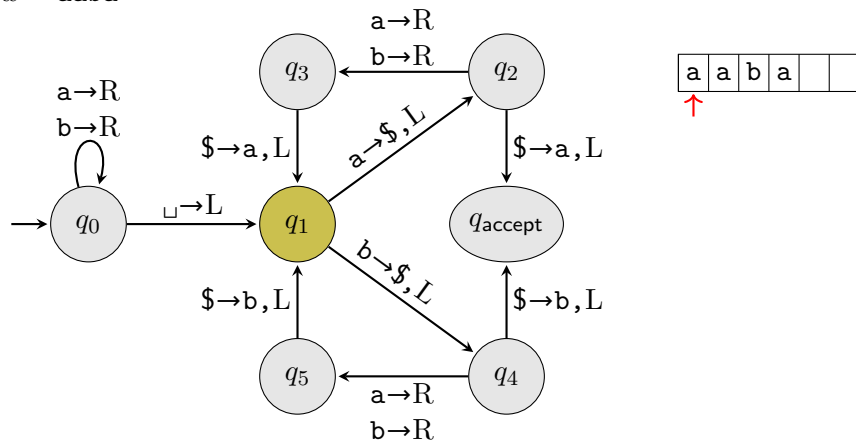 a→R
b→R
q3
q2
a a b a
a→R
b→R
$→a,L
a→$,L
$→a,L
q0
␣→L
q1
qaccept
$→b,L
b→$,L
$→b,L
q5
q4
a→R
b→R